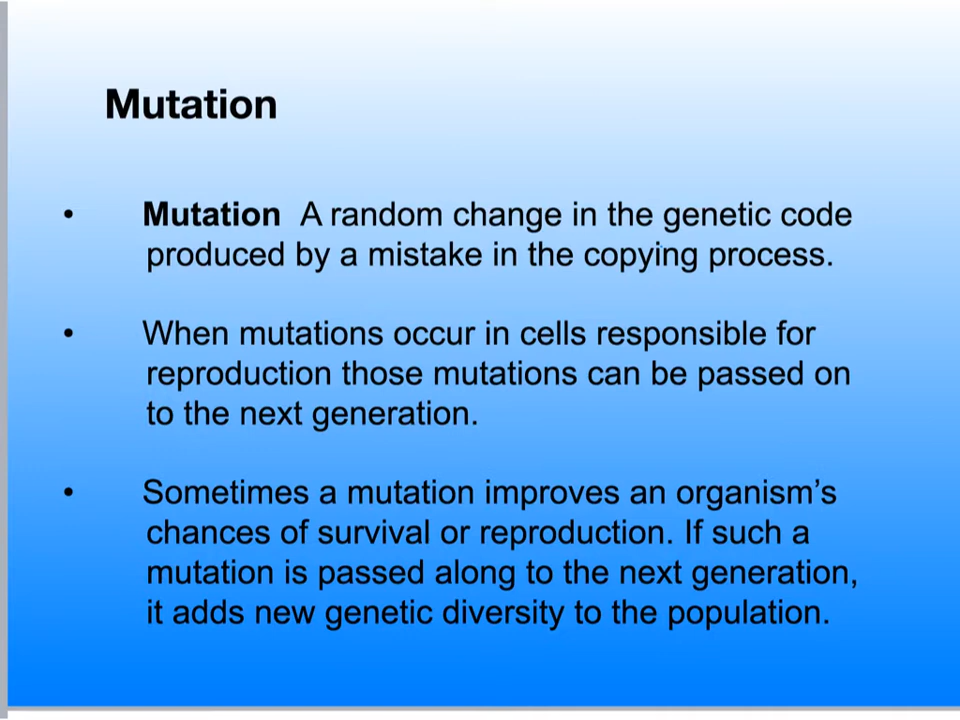 Mutation
• Mutation A random change in the genetic code
produced by a mistake in the copying process.
• When mutations occur in cells responsible for
reproduction those mutations can be passed on
to the next generation.
• Sometimes a mutation improves an organism’s
chances of survival or reproduction. If such a
mutation is passed along to the next generation,
it adds new genetic diversity to the population.